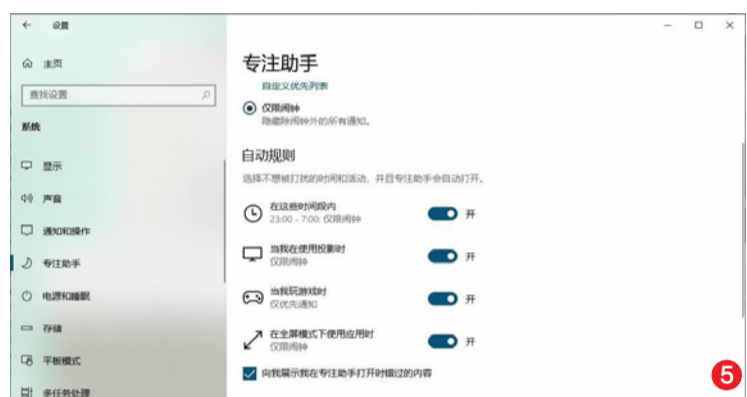 设置
主页
查找设置
系统
显示
声音
通知和操作
专注助手
电源和睡眠
存储
平板模式
多任务处理
专注助手
自定义优先列表
仅限闹钟
隐藏除闹钟外的所有通知。
自动规则
选择不想被打扰的时间和活动，并且专注助手会自动打开。
在这些时间段内
23:00 - 7:00; 仅限闹钟
开
当我在使用投影时
仅限闹钟
开
当我玩游戏时
仅优先通知
开
在全屏模式下使用应用时
仅限闹钟
开
向我展示我在专注助手打开时错过的内容
5